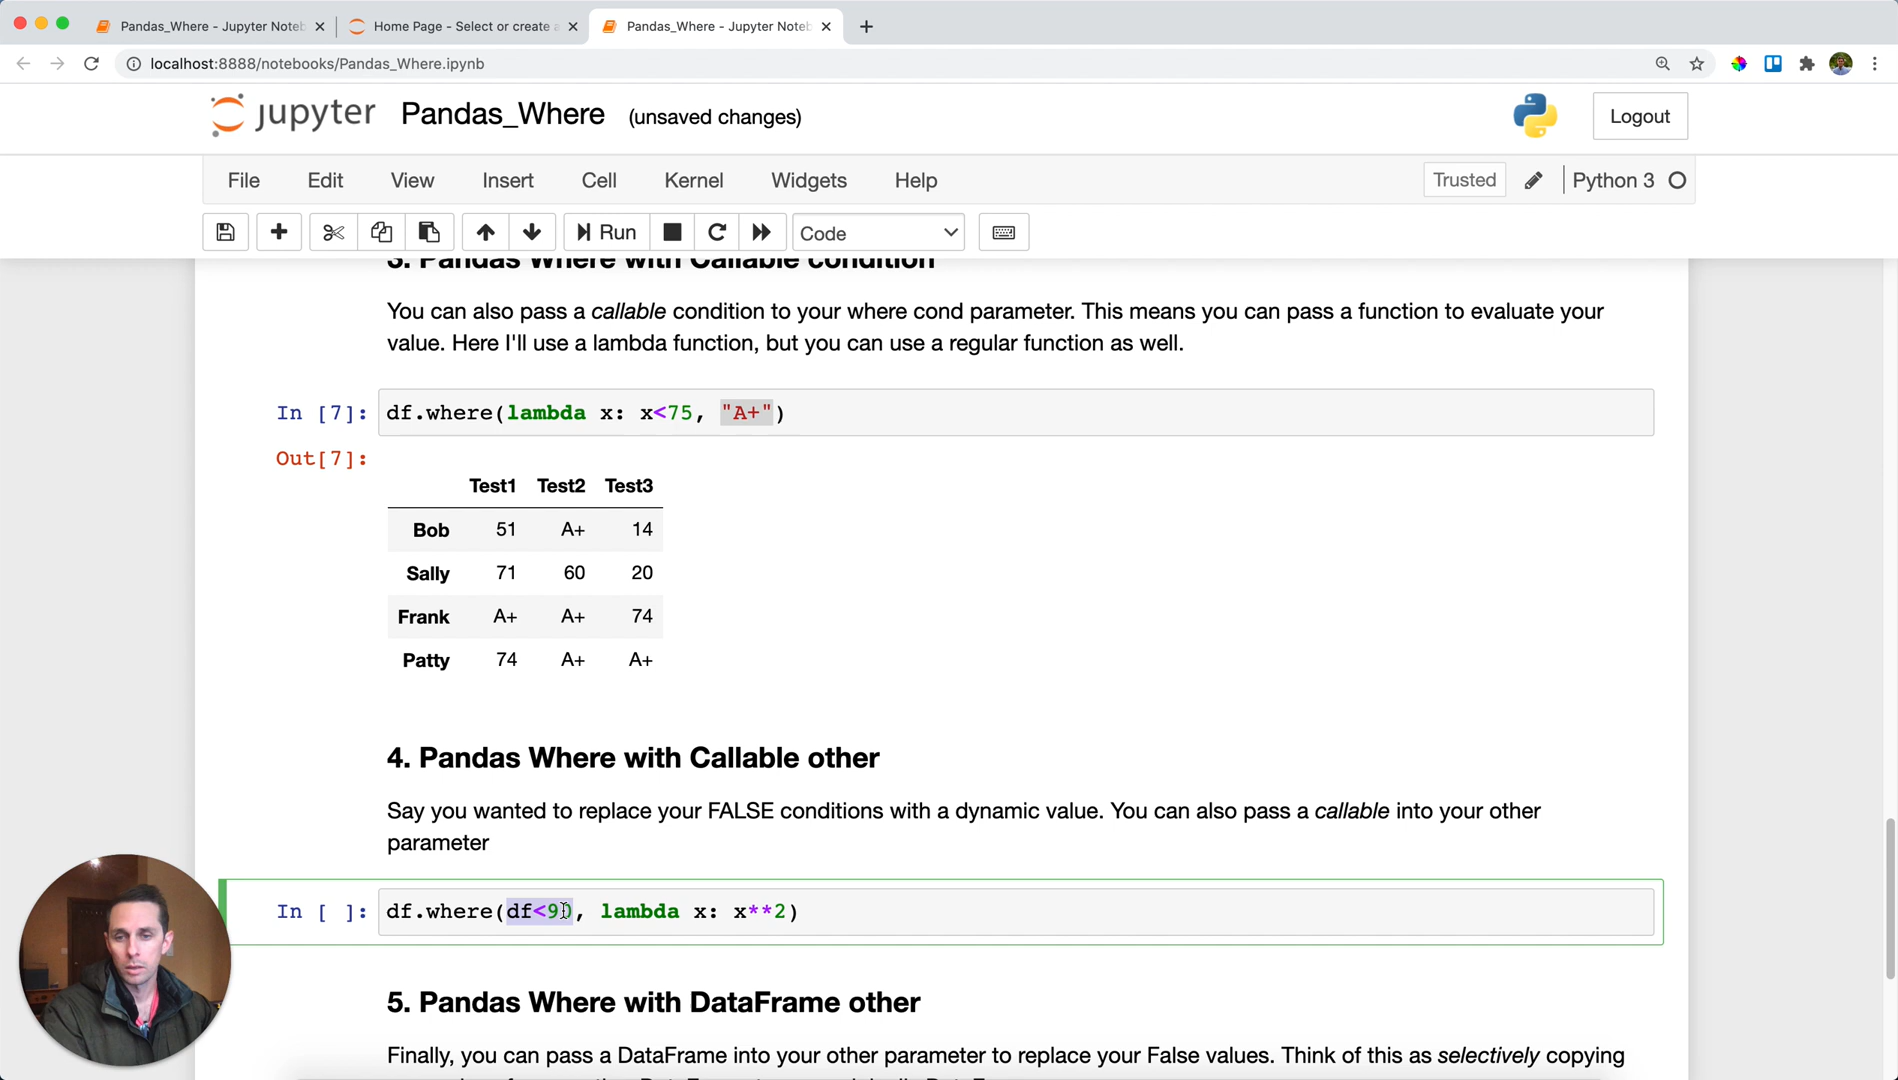 Pandas_Where - Jupyter Noteb
Home Page - Select or create a
Pandas_Where - Jupyter Noteb
localhost:8888/notebooks/Pandas_Where.ipynb
jupyter Pandas_Where (unsaved changes)
Logout
File Edit View Insert Cell Kernel Widgets Help
Trusted
Python 3
Run
Code
3. Pandas Where with Callable condition
You can also pass a callable condition to your where cond parameter. This means you can pass a function to evaluate your
value. Here I'll use a lambda function, but you can use a regular function as well.
In [7]: df.where(lambda x: x<75, "A+")
Out[7]:
Test1 Test2 Test3
Bob 51 A+ 14
Sally 71 60 20
Frank A+ A+ 74
Patty 74 A+ A+
4. Pandas Where with Callable other
Say you wanted to replace your FALSE conditions with a dynamic value. You can also pass a callable into your other
parameter
In [ ]: df.where(df<90, lambda x: x**2)
5. Pandas Where with DataFrame other
Finally, you can pass a DataFrame into your other parameter to replace your False values. Think of this as selectively copying